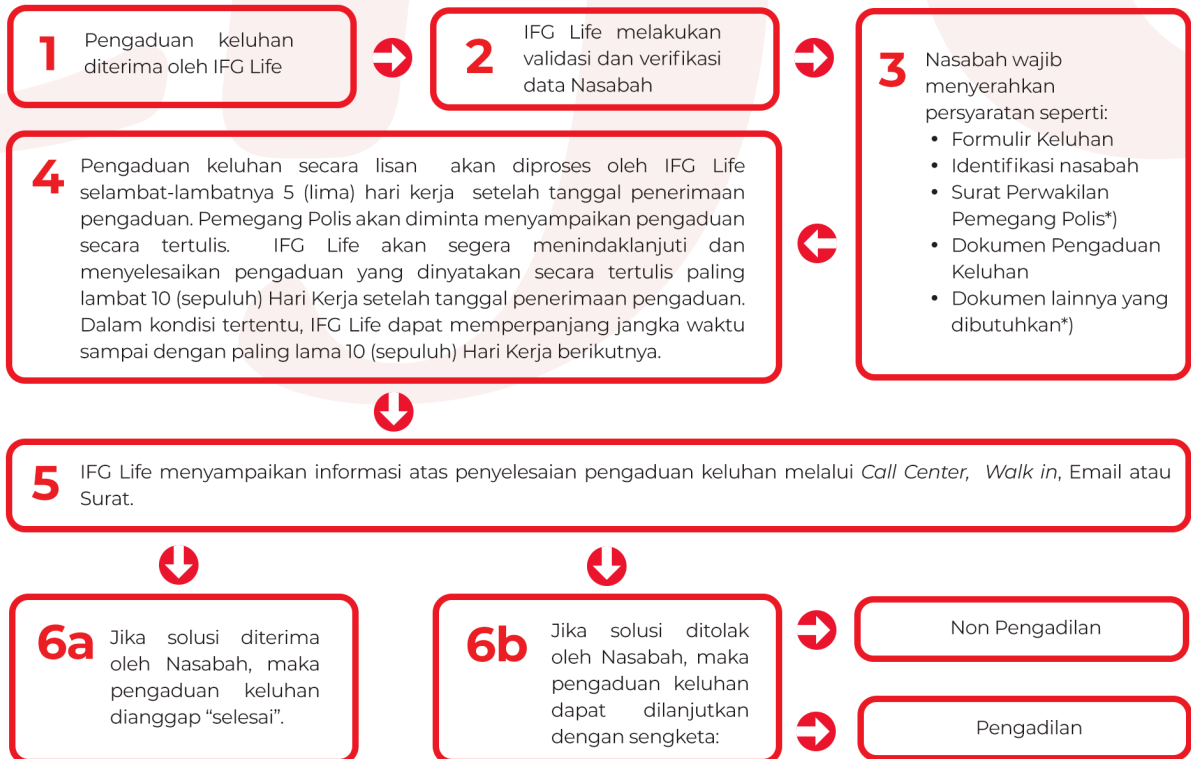 1
Pengaduan keluhan
diterima oleh IFG Life
2
IFG Life melakukan
validasi dan verifikasi
data Nasabah
3
Nasabah wajib
menyerahkan
persyaratan seperti:
• Formulir Keluhan
• Identifikasi nasabah
• Surat Perwakilan
Pemegang Polis*)
• Dokumen Pengaduan
Keluhan
• Dokumen lainnya yang
dibutuhkan*)
4
Pengaduan keluhan secara lisan akan diproses oleh IFG Life
selambat-lambatnya 5 (lima) hari kerja setelah tanggal penerimaan
pengaduan. Pemegang Polis akan diminta menyampaikan pengaduan
secara tertulis. IFG Life akan segera menindaklanjuti dan
menyelesaikan pengaduan yang dinyatakan secara tertulis paling
lambat 10 (sepuluh) Hari Kerja setelah tanggal penerimaan pengaduan.
Dalam kondisi tertentu, IFG Life dapat memperpanjang jangka waktu
sampai dengan paling lama 10 (sepuluh) Hari Kerja berikutnya.
5
IFG Life menyampaikan informasi atas penyelesaian pengaduan keluhan melalui Call Center, Walk in, Email atau
Surat.
6a
Jika solusi diterima
oleh Nasabah, maka
pengaduan keluhan
dianggap “selesai”.
6b
Jika solusi ditolak
oleh Nasabah, maka
pengaduan keluhan
dapat dilanjutkan
dengan sengketa:
Non Pengadilan
Pengadilan